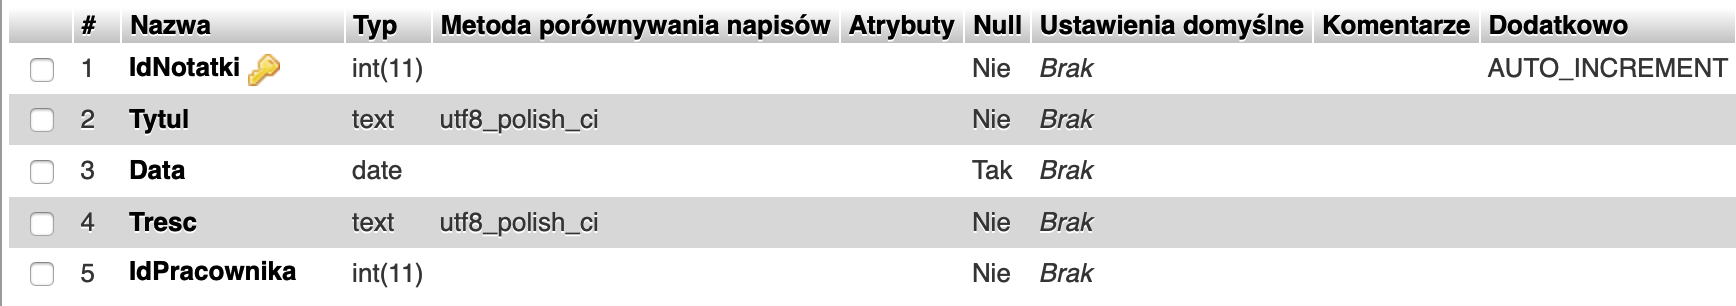 # Nazwa Typ Metoda porównywania napisów Atrybuty Null Ustawienia domyślne Komentarze Dodatkowo
1 IdNotatki int(11) Nie Brak AUTO_INCREMENT
2 Tytul text utf8_polish_ci Nie Brak
3 Data date Tak Brak
4 Tresc text utf8_polish_ci Nie Brak
5 IdPracownika int(11) Nie Brak